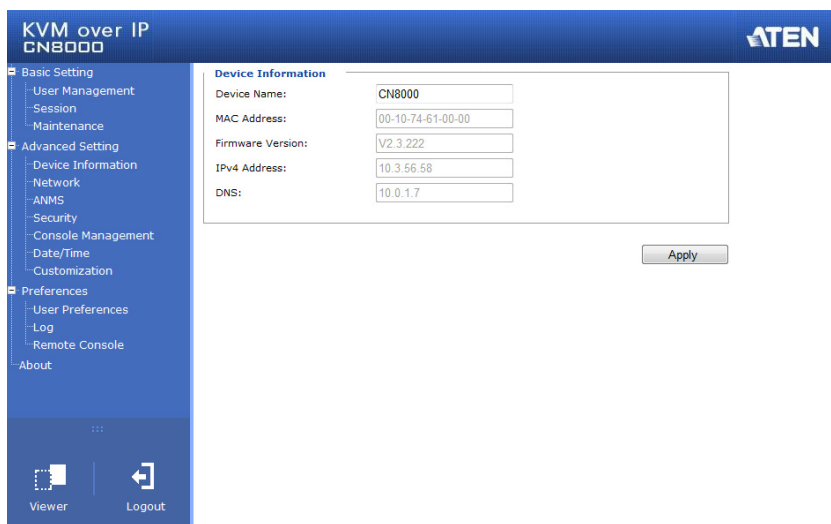 KVM over IP
CN8000
ATEN
Basic Setting
User Management
Session
Maintenance
Advanced Setting
Device Information
Network
ANMS
Security
Console Management
Date/Time
Customization
Preferences
User Preferences
Log
Remote Console
About
Viewer
Logout
Device Information
Device Name: CN8000
MAC Address: 00-10-74-61-00-00
Firmware Version: V2.3.222
IPv4 Address: 10.3.56.58
DNS: 10.0.1.7
Apply